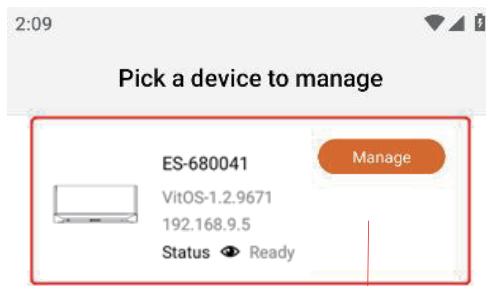 2:09
Pick a device to manage
ES-680041
Manage
VitOS-1.2.9671
192.168.9.5
Status Ready